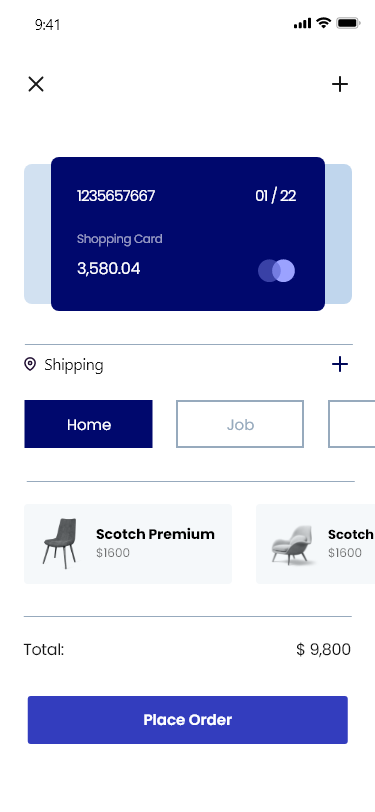 9:41
1235657667 01 / 22
Shopping Card
3,580.04
Shipping
Home Job
Scotch Premium Scotch
$1600 $1600
Total: $ 9,800
Place Order